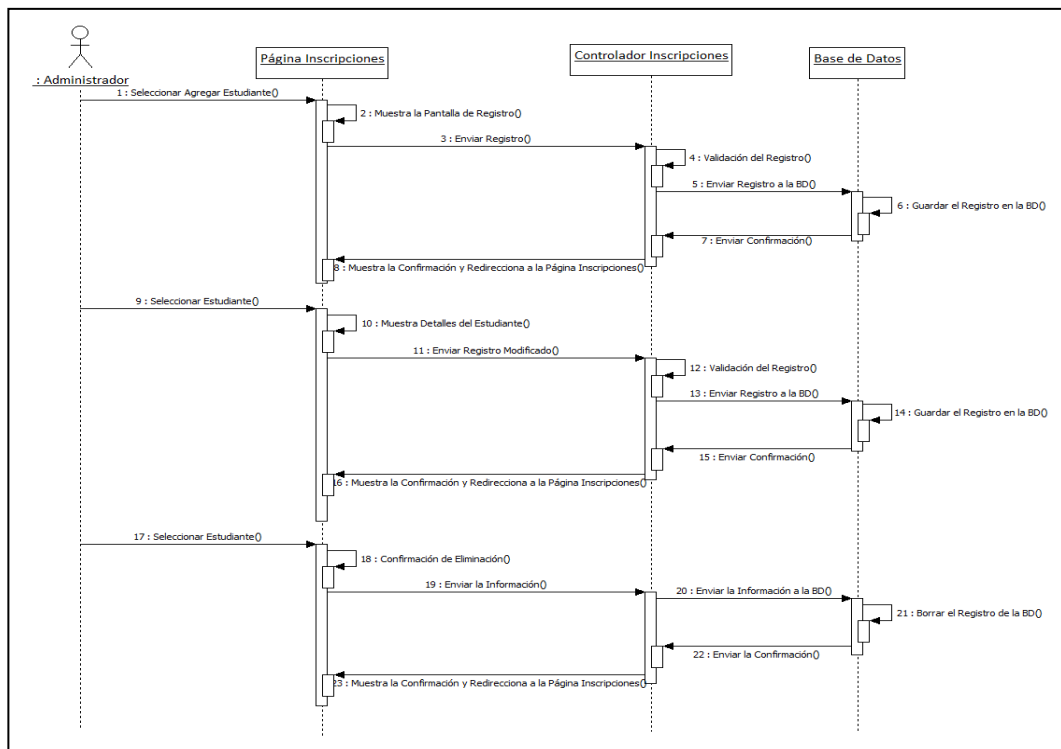 : Administrador
Página Inscripciones
Controlador Inscripciones
Base de Datos
1 : Seleccionar Agregar Estudiante()
2 : Muestra la Pantalla de Registro()
3 : Enviar Registro()
4 : Validación del Registro()
5 : Enviar Registro a la BD()
6 : Guardar el Registro en la BD()
7 : Enviar Confirmación()
8 : Muestra la Confirmación y Redirecciona a la Página Inscripciones()
9 : Seleccionar Estudiante()
10 : Muestra Detalles del Estudiante()
11 : Enviar Registro Modificado()
12 : Validación del Registro()
13 : Enviar Registro a la BD()
14 : Guardar el Registro en la BD()
15 : Enviar Confirmación()
16 : Muestra la Confirmación y Redirecciona a la Página Inscripciones()
17 : Seleccionar Estudiante()
18 : Confirmación de Eliminación()
19 : Enviar la Información()
20 : Enviar la Información a la BD()
21 : Borrar el Registro de la BD()
22 : Enviar la Confirmación()
23 : Muestra la Confirmación y Redirecciona a la Página Inscripciones()